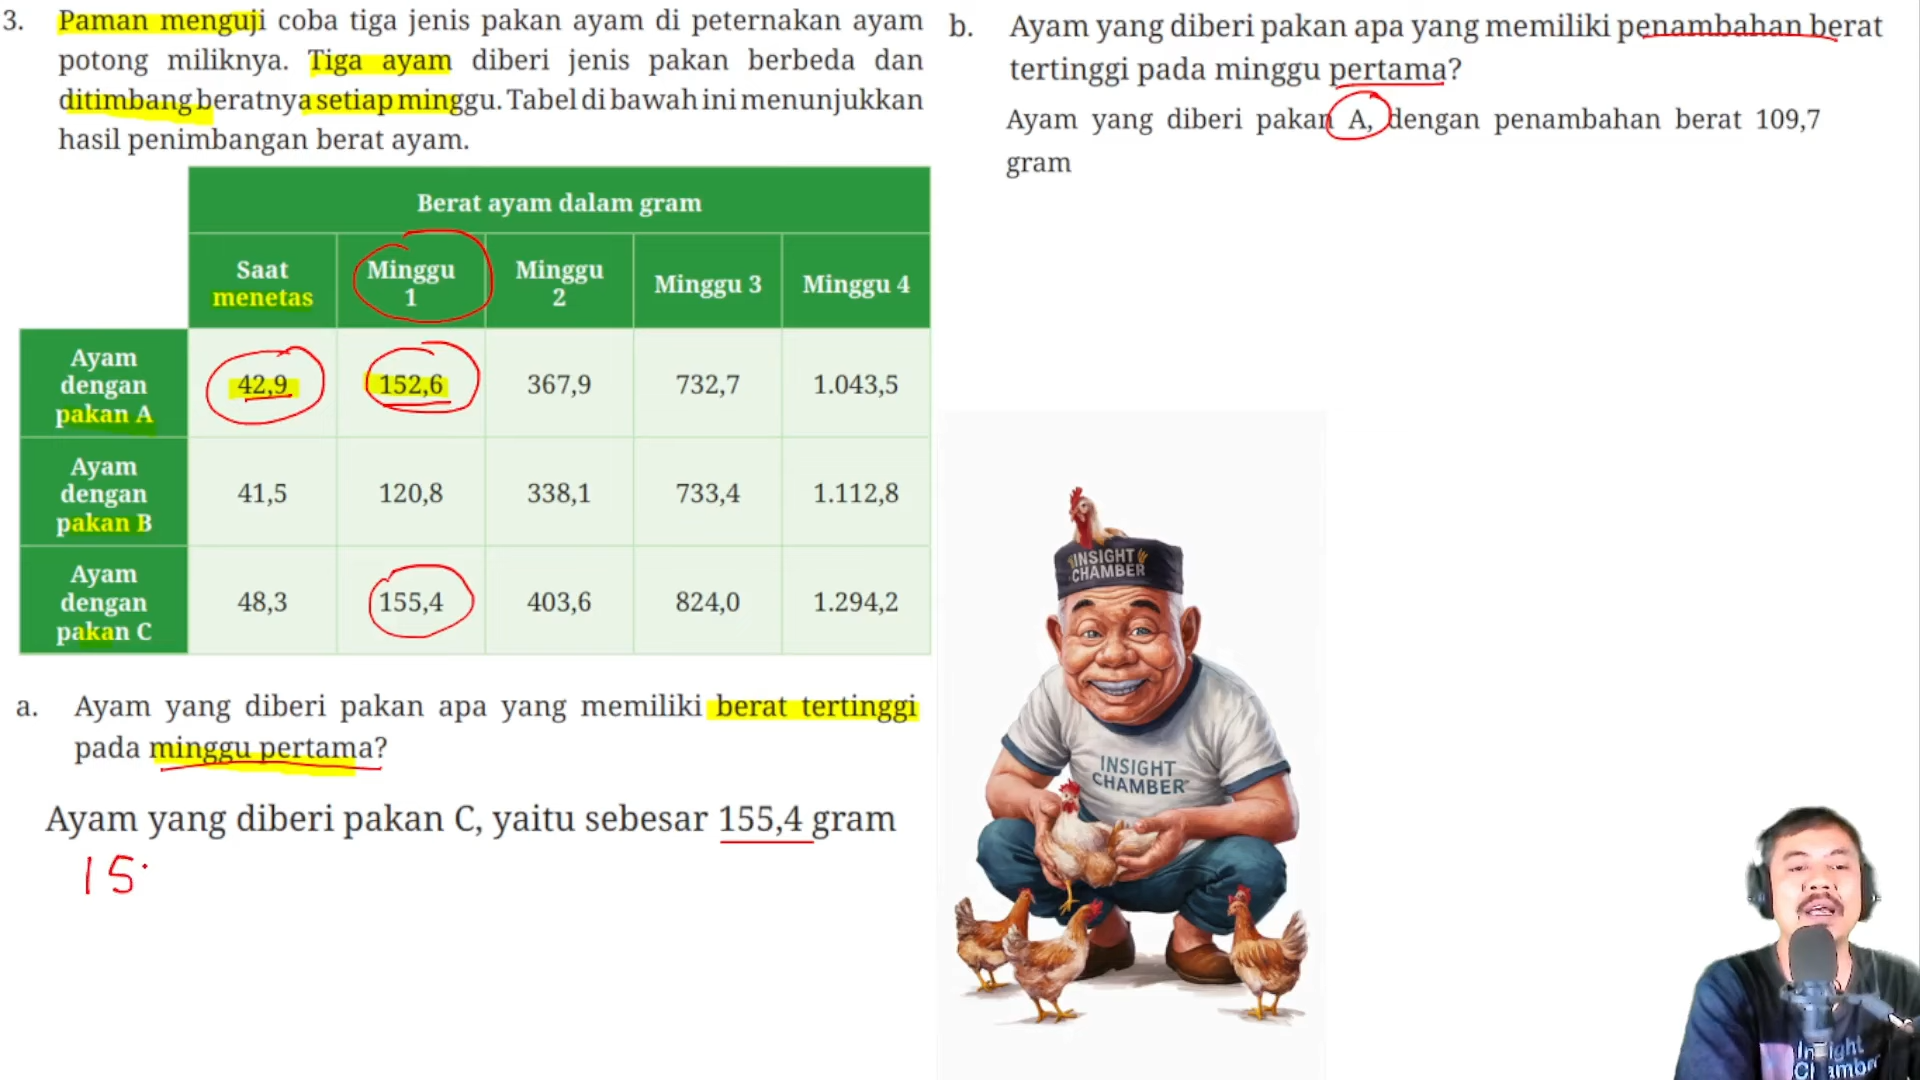 3. Paman menguji coba tiga jenis pakan ayam di peternakan ayam
potong miliknya. Tiga ayam diberi jenis pakan berbeda dan
ditimbang beratnya setiap minggu. Tabel di bawah ini menunjukkan
hasil penimbangan berat ayam.
Berat ayam dalam gram
Saat menetas Minggu 1 Minggu 2 Minggu 3 Minggu 4
Ayam dengan pakan A 42,9 152,6 367,9 732,7 1.043,5
Ayam dengan pakan B 41,5 120,8 338,1 733,4 1.112,8
Ayam dengan pakan C 48,3 155,4 403,6 824,0 1.294,2
a. Ayam yang diberi pakan apa yang memiliki berat tertinggi
pada minggu pertama?
Ayam yang diberi pakan C, yaitu sebesar 155,4 gram
15
b. Ayam yang diberi pakan apa yang memiliki penambahan berat
tertinggi pada minggu pertama?
Ayam yang diberi pakan A, dengan penambahan berat 109,7
gram
INSIGHT
CHAMBER
INSIGHT
CHAMBER